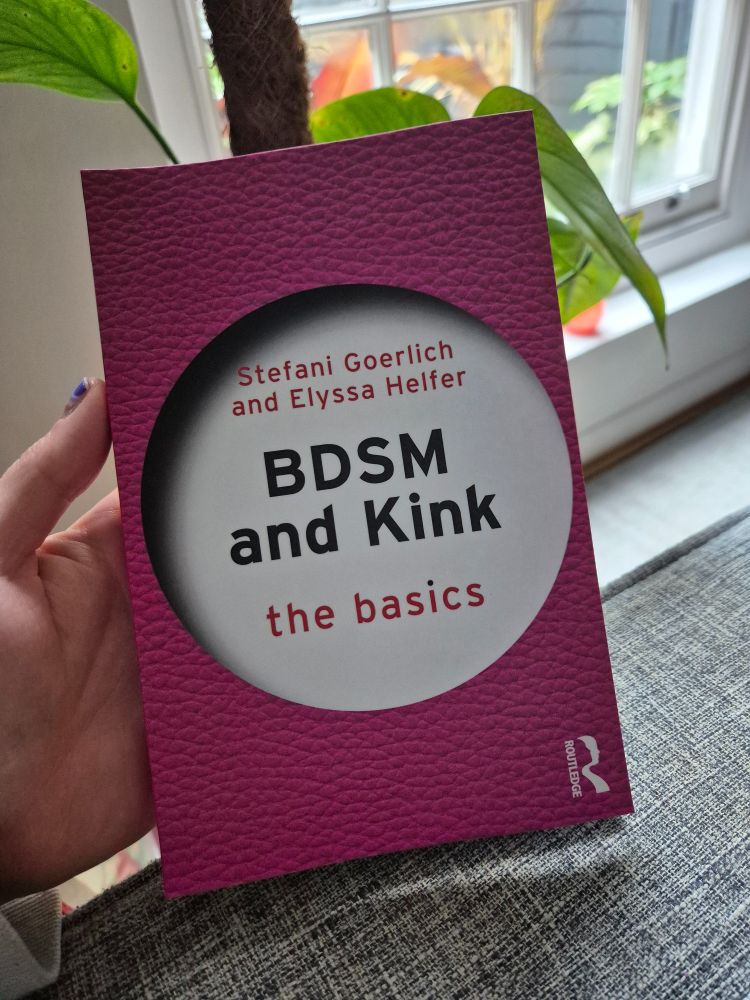 Stefani Goerlich
and Elyssa Helfer
BDSM
and Kink
the basics
ROUTLEDGE